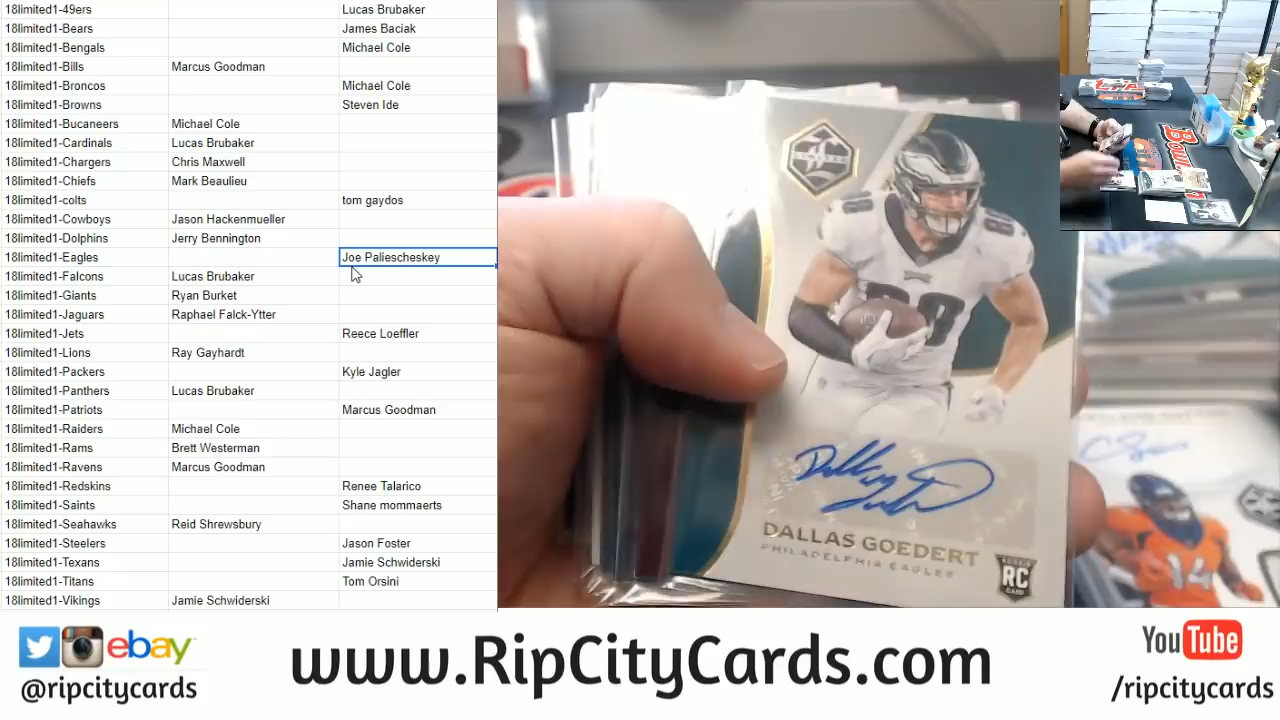 18limited1-49ers Lucas Brubaker
18limited1-Bears James Baciak
18limited1-Bengals Michael Cole
18limited1-Bills Marcus Goodman
18limited1-Broncos Michael Cole
18limited1-Browns Steven Ide
18limited1-Bucaneers Michael Cole
18limited1-Cardinals Lucas Brubaker
18limited1-Chargers Chris Maxwell
18limited1-Chiefs Mark Beaulieu
18limited1-colts tom gaydos
18limited1-Cowboys Jason Hackenmueller
18limited1-Dolphins Jerry Bennington
18limited1-Eagles Joe Paliescheskey
18limited1-Falcons Lucas Brubaker
18limited1-Giants Ryan Burket
18limited1-Jaguars Raphael Falck-Ytter
18limited1-Jets Reece Loeffler
18limited1-Lions Ray Gayhardt
18limited1-Packers Kyle Jagler
18limited1-Panthers Lucas Brubaker
18limited1-Patriots Marcus Goodman
18limited1-Raiders Michael Cole
18limited1-Rams Brett Westerman
18limited1-Ravens Marcus Goodman
18limited1-Redskins Renee Talarico
18limited1-Saints Shane mommaerts
18limited1-Seahawks Reid Shrewsbury
18limited1-Steelers Jason Foster
18limited1-Texans Jamie Schwiderski
18limited1-Titans Tom Orsini
18limited1-Vikings Jamie Schwiderski
88 88
88
DALLAS GOEDERT
PHILADELPHIA EAGLES
ROOKIE
RC
CARD
14
ebay
@ripcitycards
www.RipCityCards.com
YouTube
/ripcitycards